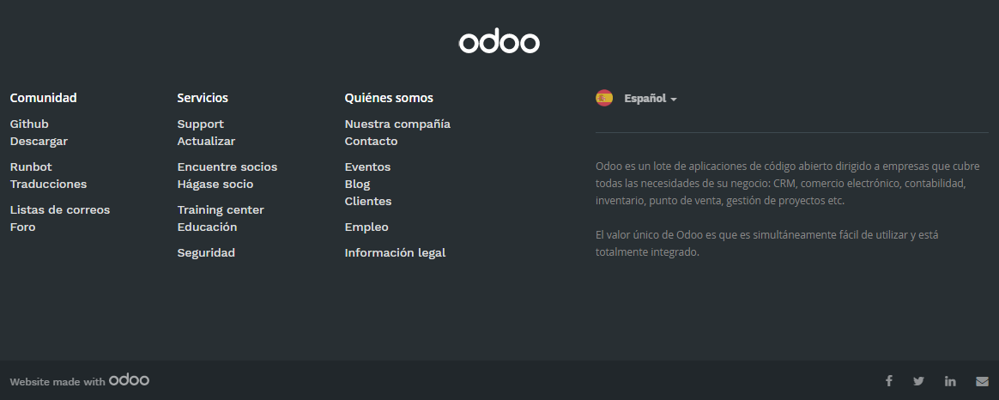 odoo
Comunidad
Github
Descargar
Runbot
Traducciones
Listas de correos
Foro
Servicios
Support
Actualizar
Encuentre socios
Hágase socio
Training center
Educación
Seguridad
Quiénes somos
Nuestra compañía
Contacto
Eventos
Blog
Clientes
Empleo
Información legal
Español
Odoo es un lote de aplicaciones de código abierto dirigido a empresas que cubre
todas las necesidades de su negocio: CRM, comercio electrónico, contabilidad,
inventario, punto de venta, gestión de proyectos etc.
El valor único de Odoo es que es simultáneamente fácil de utilizar y está
totalmente integrado.
Website made with odoo